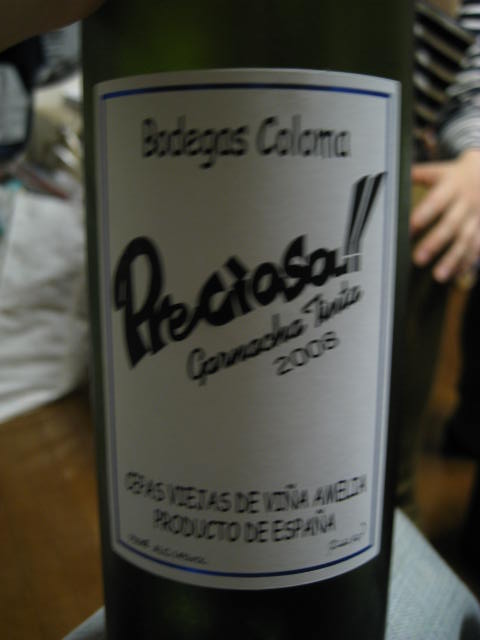 Bodegas Coloma
Preciosa!!
Garnacha Tinta
2008
CEPAS VIEJAS DE VIÑA AMELIA
PRODUCTO DE ESPAÑA